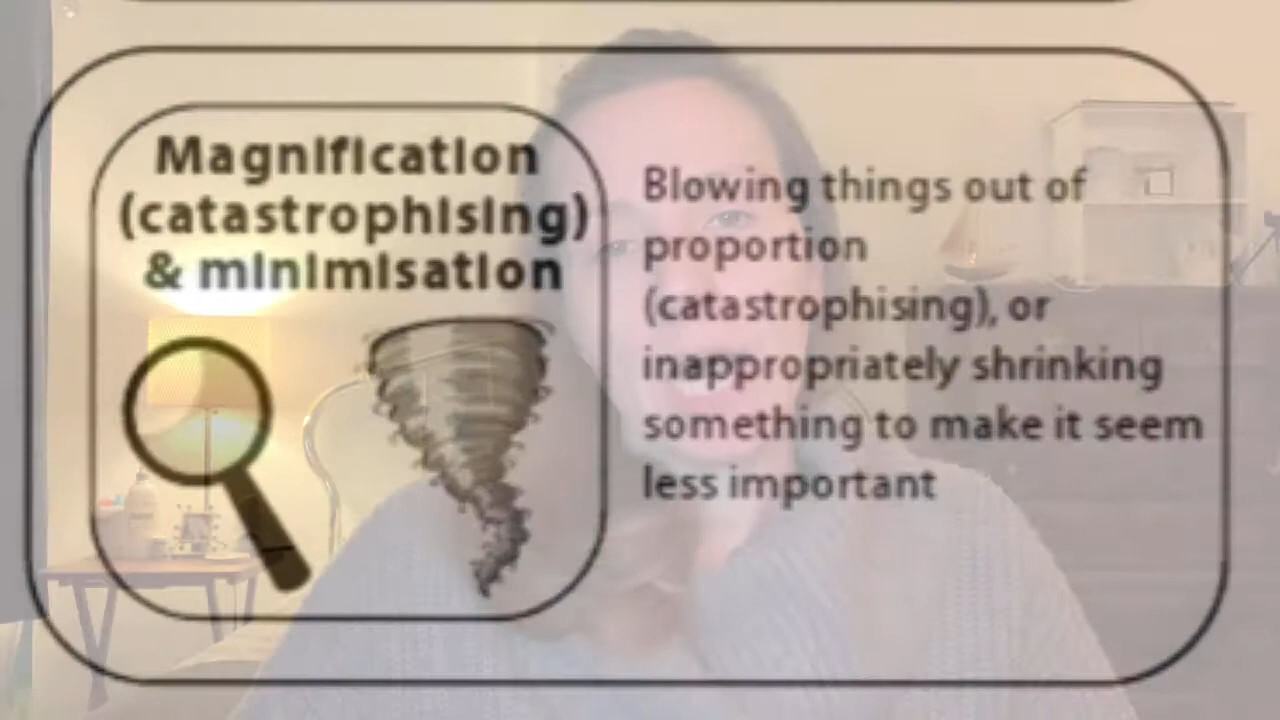 Magnification
(catastrophising)
& minimisation
Blowing things out of
proportion
(catastrophising), or
inappropriately shrinking
something to make it seem
less important